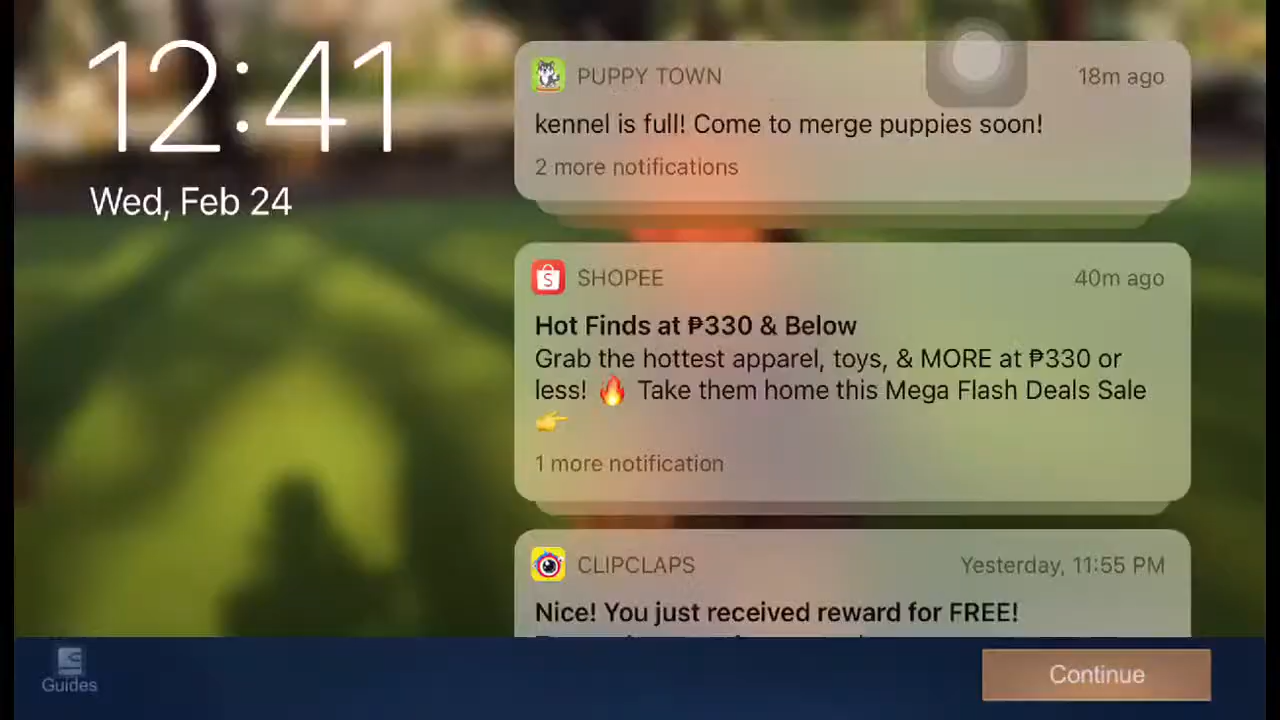 12:41
Wed, Feb 24
PUPPY TOWN
18m ago
kennel is full! Come to merge puppies soon!
2 more notifications
SHOPEE
40m ago
Hot Finds at ₱330 & Below
Grab the hottest apparel, toys, & MORE at ₱330 or
less! 🔥 Take them home this Mega Flash Deals Sale
👉
1 more notification
CLIPCLAPS
Yesterday, 11:55 PM
Nice! You just received reward for FREE!
Guides
Continue